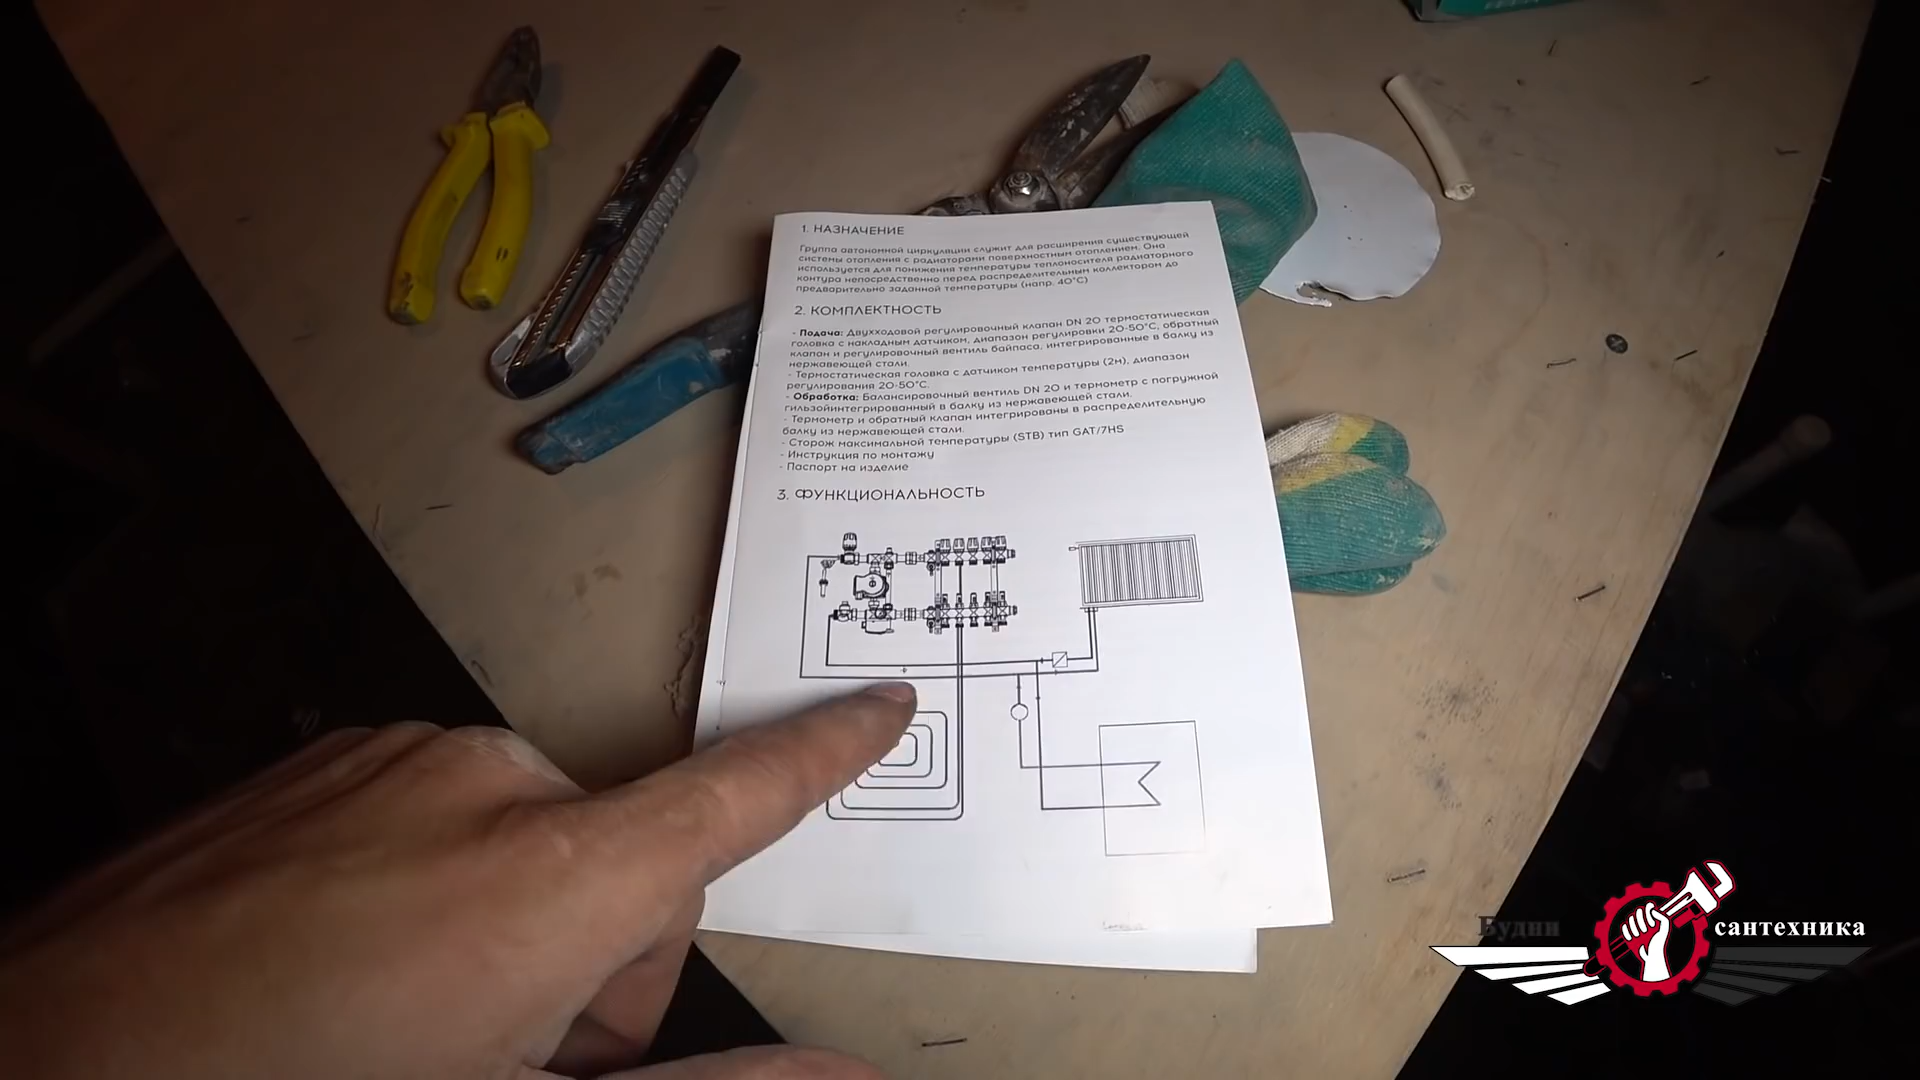 1. НАЗНАЧЕНИЕ
Группа автономной циркуляции служит для расширения существующей
системы отопления с радиаторами поверхностным отоплением. Она
используется для понижения температуры теплоносителя радиаторного
контура непосредственно перед распределительным коллектором до
предварительно заданной температуры (напр. 40°C)
2. КОМПЛЕКТНОСТЬ
- Подача: Двухходовой регулировочный клапан DN 20 термостатическая
головка с накладным датчиком, диапазон регулировки 20-50°C, обратный
клапан и регулировочный вентиль байпаса, интегрированные в балку из
нержавеющей стали.
- Термостатическая головка с датчиком температуры (2м), диапазон
регулирования 20-50°C.
- Обработка: Балансировочный вентиль DN 20 и термометр с погружной
гильзойинтегрированный в балку из нержавеющей стали.
- Термометр и обратный клапан интегрированы в распределительную
балку из нержавеющей стали.
- Сторож максимальной температуры (STB) тип GAT/7HS
- Инструкция по монтажу
- Паспорт на изделие
3. ФУНКЦИОНАЛЬНОСТЬ
Будни сантехника